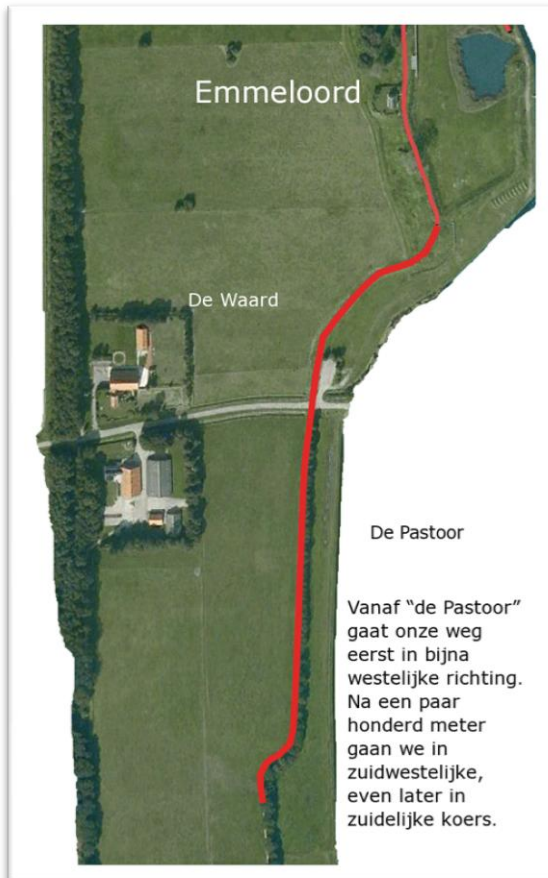 Emmeloord
De Waard
De Pastoor
Vanaf “de Pastoor”
gaat onze weg
eerst in bijna
westelijke richting.
Na een paar
honderd meter
gaan we in
zuidwestelijke,
even later in
zuidelijke koers.